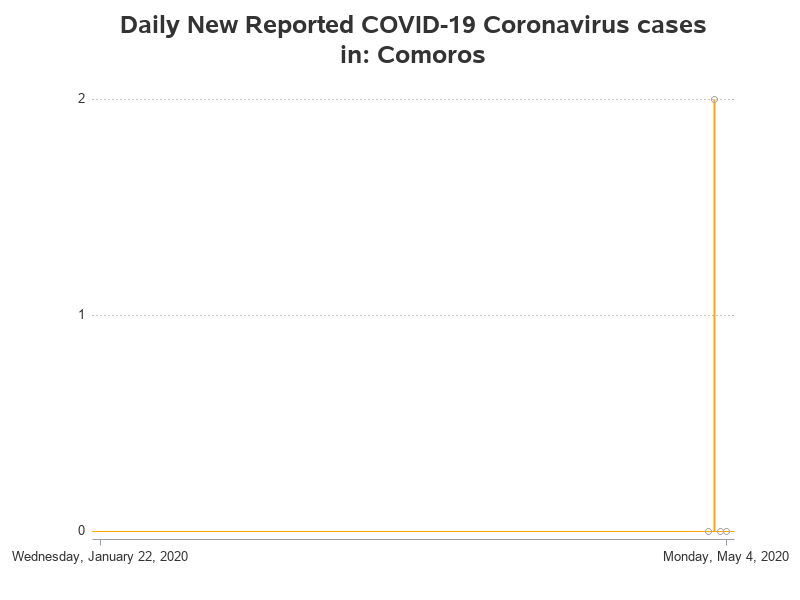 Daily New Reported COVID-19 Coronavirus cases
in: Comoros
2
1
0
Wednesday, January 22, 2020
Monday, May 4, 2020